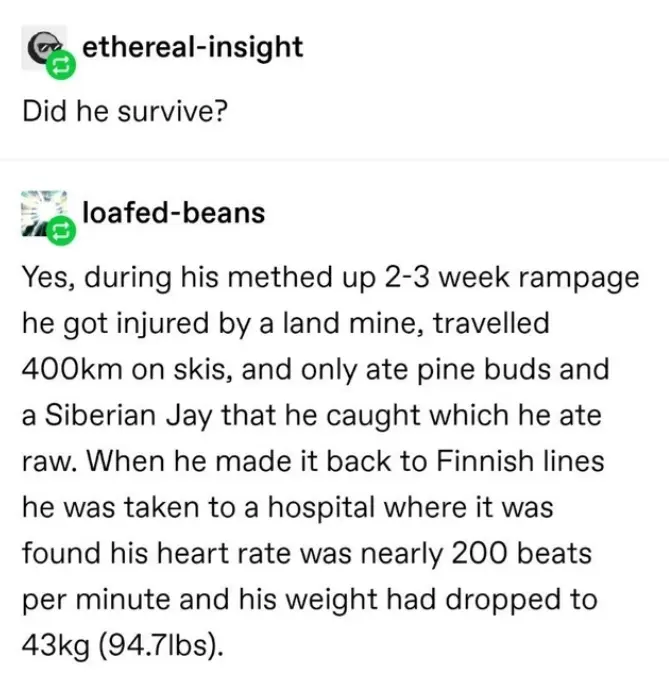 ethereal-insight
Did he survive?
loafed-beans
Yes, during his methed up 2-3 week rampage
he got injured by a land mine, travelled
400km on skis, and only ate pine buds and
a Siberian Jay that he caught which he ate
raw. When he made it back to Finnish lines
he was taken to a hospital where it was
found his heart rate was nearly 200 beats
per minute and his weight had dropped to
43kg (94.7lbs).